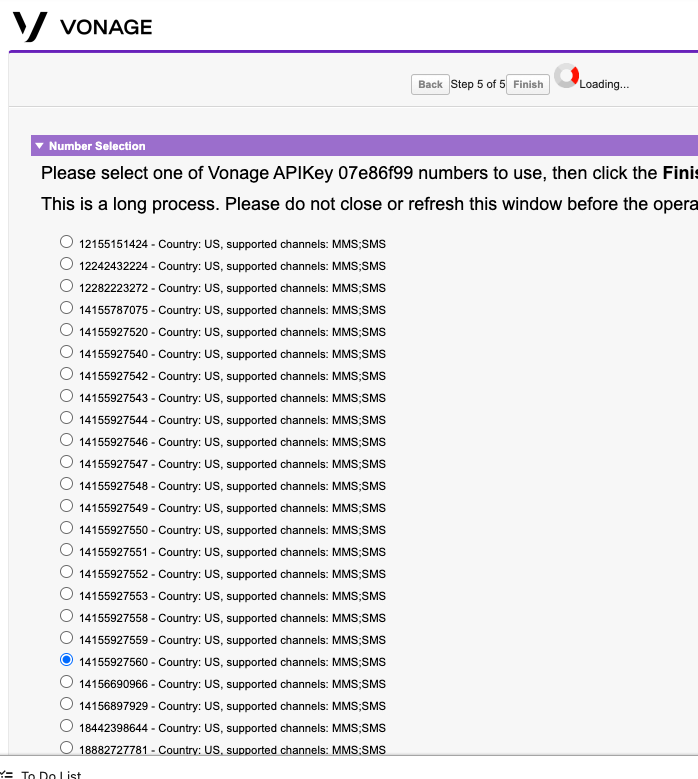 VONAGE
Back Step 5 of 5 Finish Loading...
Number Selection
Please select one of Vonage APIKey 07e86f99 numbers to use, then click the
This is a long process. Please do not close or refresh this window before the
12155151424 - Country: US, supported channels: MMS;SMS
12242432224 - Country: US, supported channels: MMS;SMS
12282223272 - Country: US, supported channels: MMS;SMS
14155787075 - Country: US, supported channels: MMS;SMS
14155927520 - Country: US, supported channels: MMS;SMS
14155927540 - Country: US, supported channels: MMS;SMS
14155927542 - Country: US, supported channels: MMS;SMS
14155927543 - Country: US, supported channels: MMS;SMS
14155927544 - Country: US, supported channels: MMS;SMS
14155927546 - Country: US, supported channels: MMS;SMS
14155927547 - Country: US, supported channels: MMS;SMS
14155927548 - Country: US, supported channels: MMS;SMS
14155927549 - Country: US, supported channels: MMS;SMS
14155927550 - Country: US, supported channels: MMS;SMS
14155927551 - Country: US, supported channels: MMS;SMS
14155927552 - Country: US, supported channels: MMS;SMS
14155927553 - Country: US, supported channels: MMS;SMS
14155927558 - Country: US, supported channels: MMS;SMS
14155927559 - Country: US, supported channels: MMS;SMS
14155927560 - Country: US, supported channels: MMS;SMS
14156690966 - Country: US, supported channels: MMS;SMS
14156897929 - Country: US, supported channels: MMS;SMS
18442398644 - Country: US, supported channels: MMS;SMS
18882727781 - Country: US, supported channels: MMS;SMS
To Do List